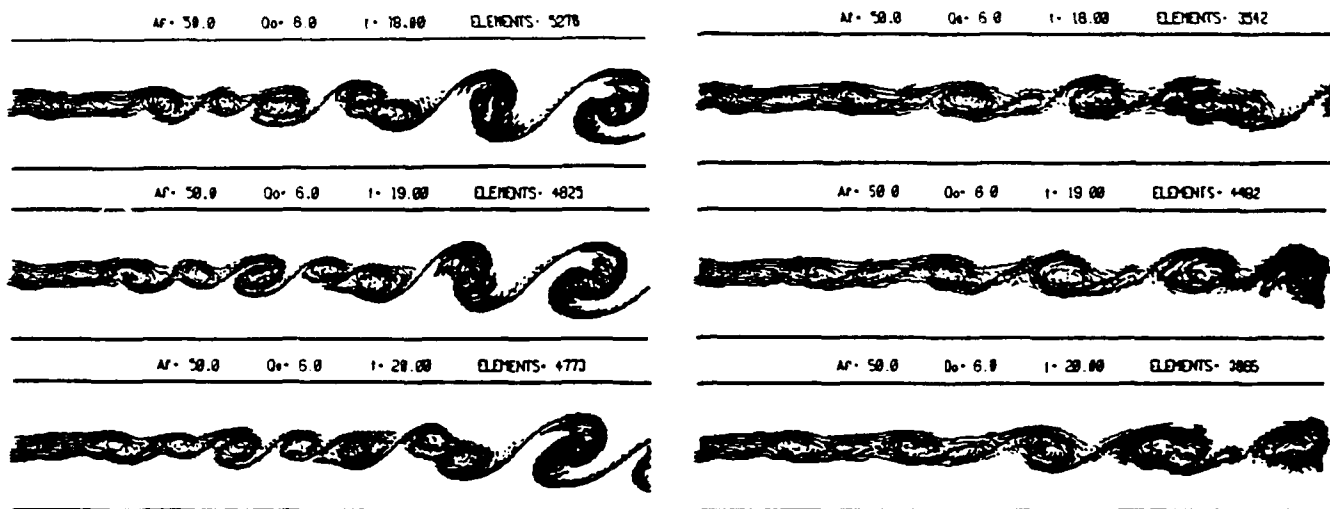 Af- 50.0 Qo- 6.0 t- 18.00 ELEMENTS- 5278
Af- 50.0 Qo- 6.0 t- 19.00 ELEMENTS- 4825
Af- 50.0 Qo- 6.0 t- 20.00 ELEMENTS- 4773
Af- 50.0 Qo- 6.0 t- 18.00 ELEMENTS- 3542
Af- 50.0 Qo- 6.0 t- 19.00 ELEMENTS- 4482
Af- 50.0 Qo- 6.0 t- 20.00 ELEMENTS-